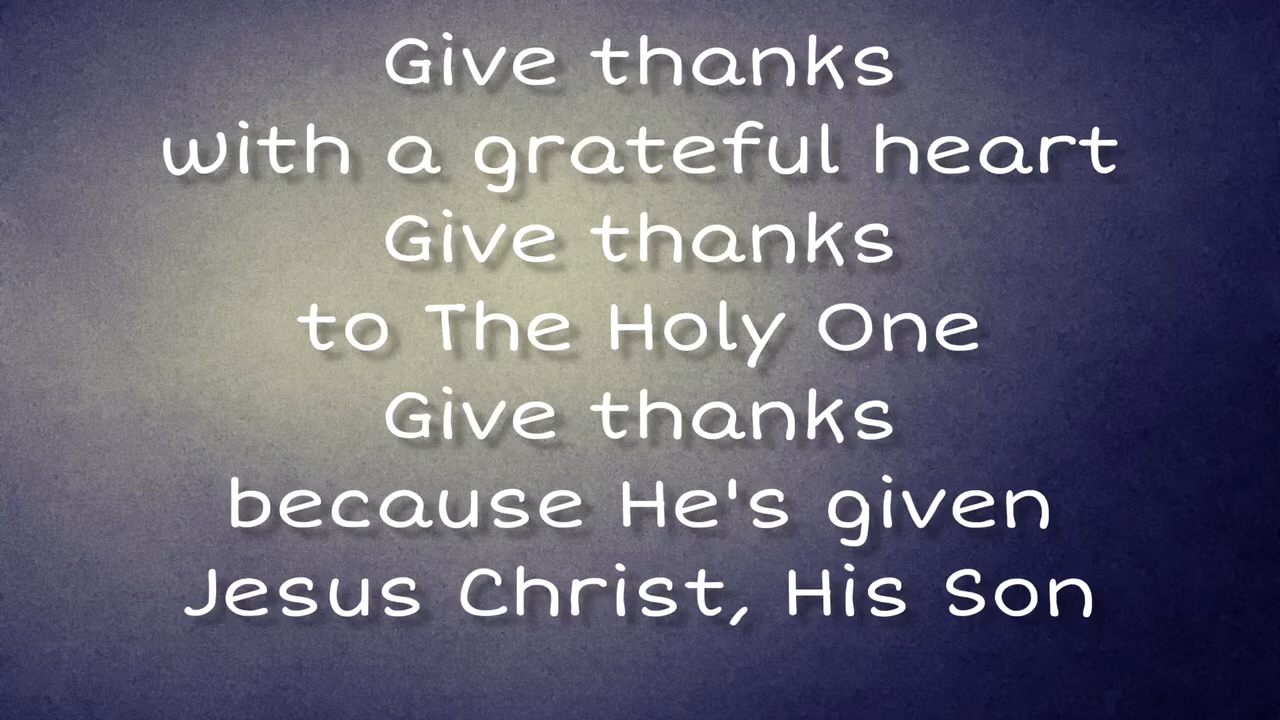 Give thanks
with a grateful heart
Give thanks
to The Holy One
Give thanks
because He's given
Jesus Christ, His Son